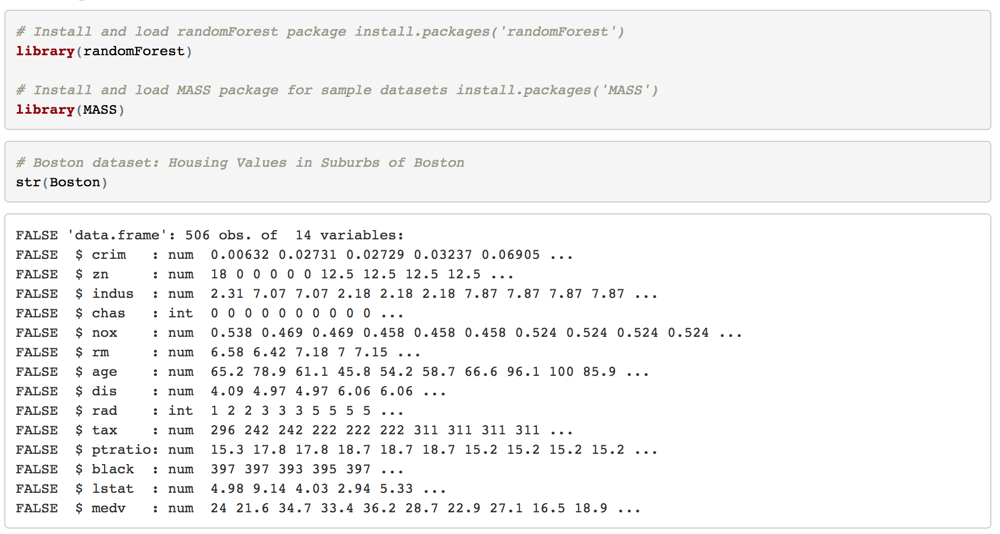 # Install and load randomForest package install.packages('randomForest')
library(randomForest)
# Install and load MASS package for sample datasets install.packages('MASS')
library(MASS)
# Boston dataset: Housing Values in Suburbs of Boston
str(Boston)
FALSE 'data.frame': 506 obs. of  14 variables:
FALSE  $ crim   : num  0.00632 0.02731 0.02729 0.03237 0.06905 ...
FALSE  $ zn     : num  18 0 0 0 0 0 12.5 12.5 12.5 12.5 ...
FALSE  $ indus  : num  2.31 7.07 7.07 2.18 2.18 2.18 7.87 7.87 7.87 7.87 ...
FALSE  $ chas   : int  0 0 0 0 0 0 0 0 0 0 ...
FALSE  $ nox    : num  0.538 0.469 0.469 0.458 0.458 0.458 0.524 0.524 0.524 0.524 ...
FALSE  $ rm     : num  6.58 6.42 7.18 7 7.15 ...
FALSE  $ age    : num  65.2 78.9 61.1 45.8 54.2 58.7 66.6 96.1 100 85.9 ...
FALSE  $ dis    : num  4.09 4.97 4.97 6.06 6.06 ...
FALSE  $ rad    : int  1 2 2 3 3 3 5 5 5 5 ...
FALSE  $ tax    : num  296 242 242 222 222 222 311 311 311 311 ...
FALSE  $ ptratio: num  15.3 17.8 17.8 18.7 18.7 18.7 15.2 15.2 15.2 15.2 ...
FALSE  $ black  : num  397 397 393 395 397 ...
FALSE  $ lstat  : num  4.98 9.14 4.03 2.94 5.33 ...
FALSE  $ medv   : num  24 21.6 34.7 33.4 36.2 28.7 22.9 27.1 16.5 18.9 ...